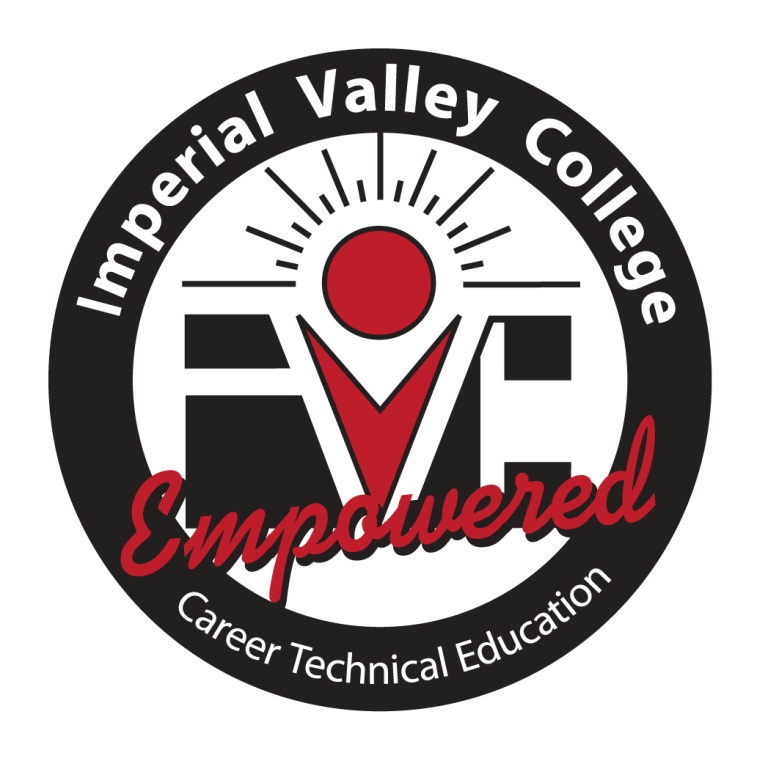 Imperial Valley College
IVC
Empowered
Career Technical Education